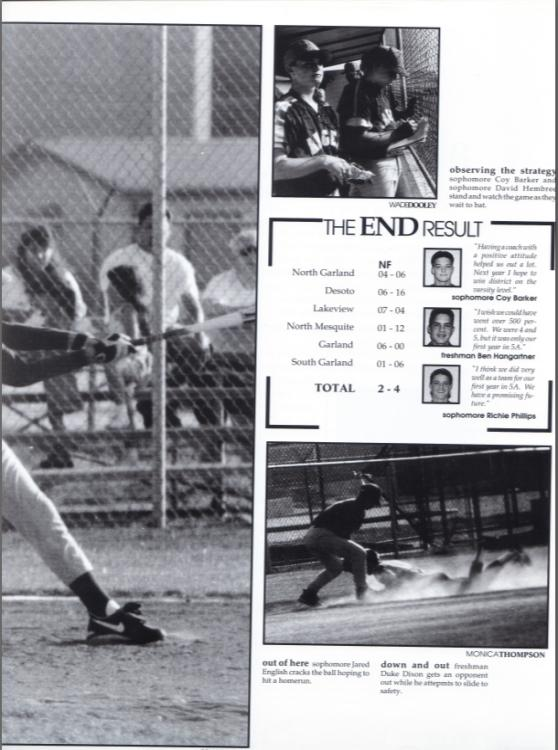 observing the strategy
sophomore Coy Barker and
sophomore David Hembree
stand and watch the game as they
wait to bat.
WADEDOOLEY
THE END RESULT
NF
North Garland 04 - 06
Desoto 06 - 16
Lakeview 07 - 04
North Mesquite 01 - 12
Garland 06 - 00
South Garland 01 - 06
TOTAL 2 - 4
"Having a coach with
a positive attitude
helped us out a lot.
Next year I hope to
win district on the
varsity level."
sophomore Coy Barker
"I wish we could have
went over 500 per-
cent. We were 4 and
5, but it was only our
first year in 5A."
freshman Ben Hangartner
"I think we did very
well as a team for our
first year in 5A. We
have a promising fu-
ture."
sophomore Richie Phillips
MONICATHOMPSON
out of here sophomore Jared
English cracks the ball hoping to
hit a homerun.
down and out freshman
Duke Dison gets an opponent
out while he attepmts to slide to
safety.